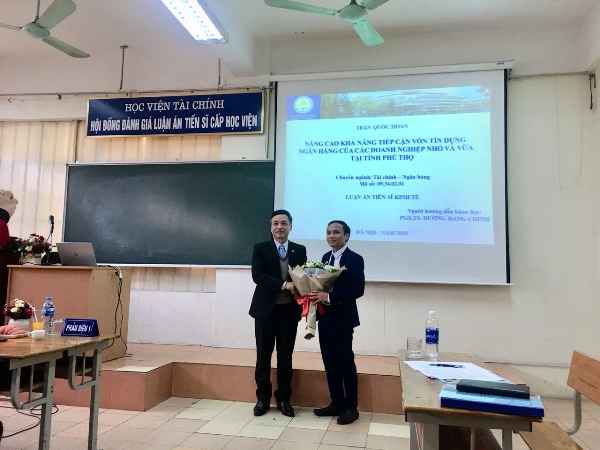 HỌC VIỆN TÀI CHÍNH
HỘI ĐỒNG ĐÁNH GIÁ LUẬN ÁN TIẾN SĨ CẤP HỌC VIỆN
TRẦN QUỐC HOÀN
NÂNG CAO KHẢ NĂNG TIẾP CẬN VỐN TÍN DỤNG
NGÂN HÀNG CỦA CÁC DOANH NGHIỆP NHỎ VÀ VỪA
TẠI TỈNH PHÚ THỌ
Chuyên ngành: Tài chính – Ngân hàng
Mã số: 09.34.02.01
LUẬN ÁN TIẾN SĨ KINH TẾ
Người hướng dẫn khoa học:
PGS.TS. DƯƠNG ĐĂNG CHINH
HÀ NỘI - NĂM 2018
PHẢN BIỆN 1